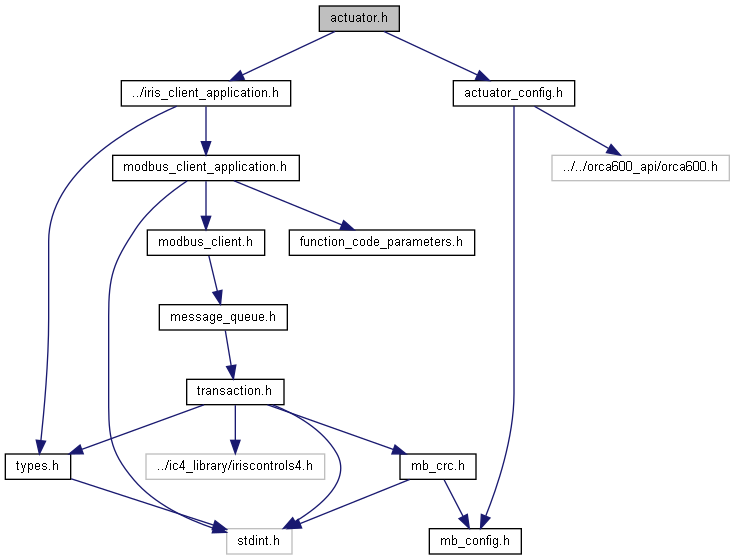 actuator.h
../iris_client_application.h
actuator_config.h
modbus_client_application.h
../../orca600_api/orca600.h
modbus_client.h
function_code_parameters.h
message_queue.h
transaction.h
types.h
../ic4_library/iriscontrols4.h
mb_crc.h
stdint.h
mb_config.h